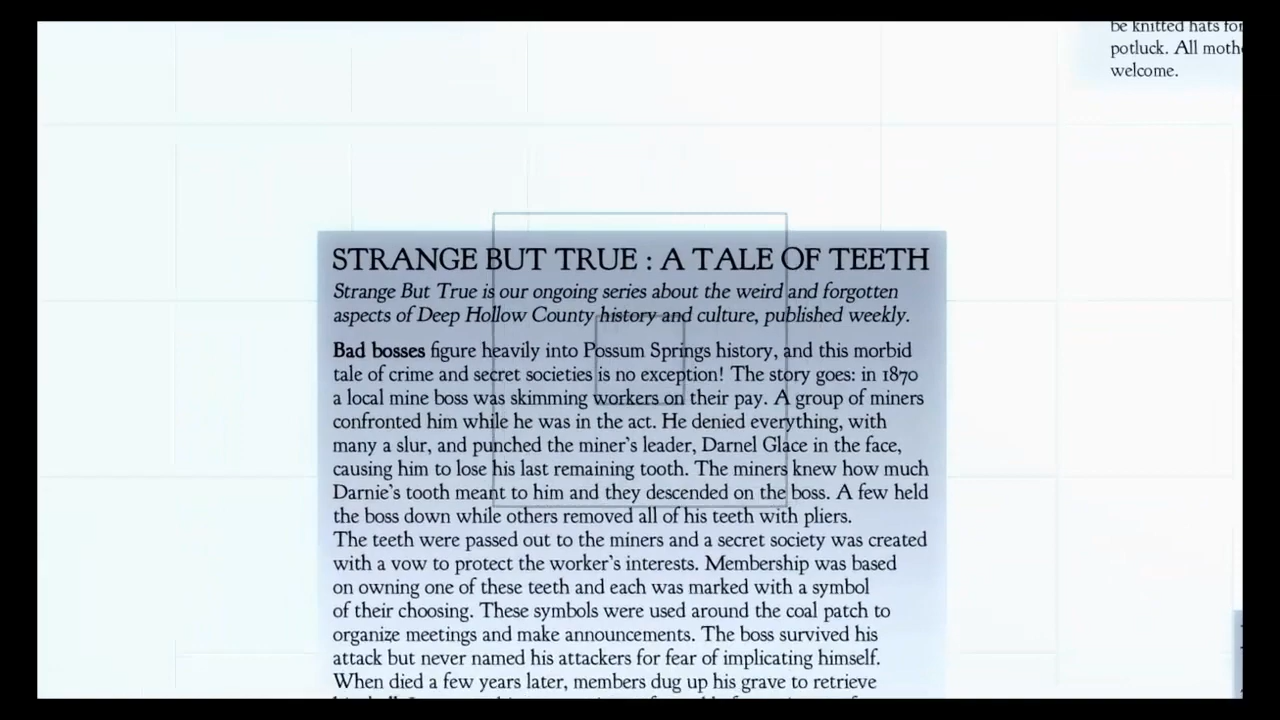 be knitted hats for
potluck. All moth
welcome.
STRANGE BUT TRUE : A TALE OF TEETH
Strange But True is our ongoing series about the weird and forgotten
aspects of Deep Hollow County history and culture, published weekly.
Bad bosses figure heavily into Possum Springs history, and this morbid
tale of crime and secret societies is no exception! The story goes: in 1870
a local mine boss was skimming workers on their pay. A group of miners
confronted him while he was in the act. He denied everything, with
many a slur, and punched the miner's leader, Darnel Glace in the face,
causing him to lose his last remaining tooth. The miners knew how much
Darnie's tooth meant to him and they descended on the boss. A few held
the boss down while others removed all of his teeth with pliers.
The teeth were passed out to the miners and a secret society was created
with a vow to protect the worker's interests. Membership was based
on owning one of these teeth and each was marked with a symbol
of their choosing. These symbols were used around the coal patch to
organize meetings and make announcements. The boss survived his
attack but never named his attackers for fear of implicating himself.
When died a few years later, members dug up his grave to retrieve